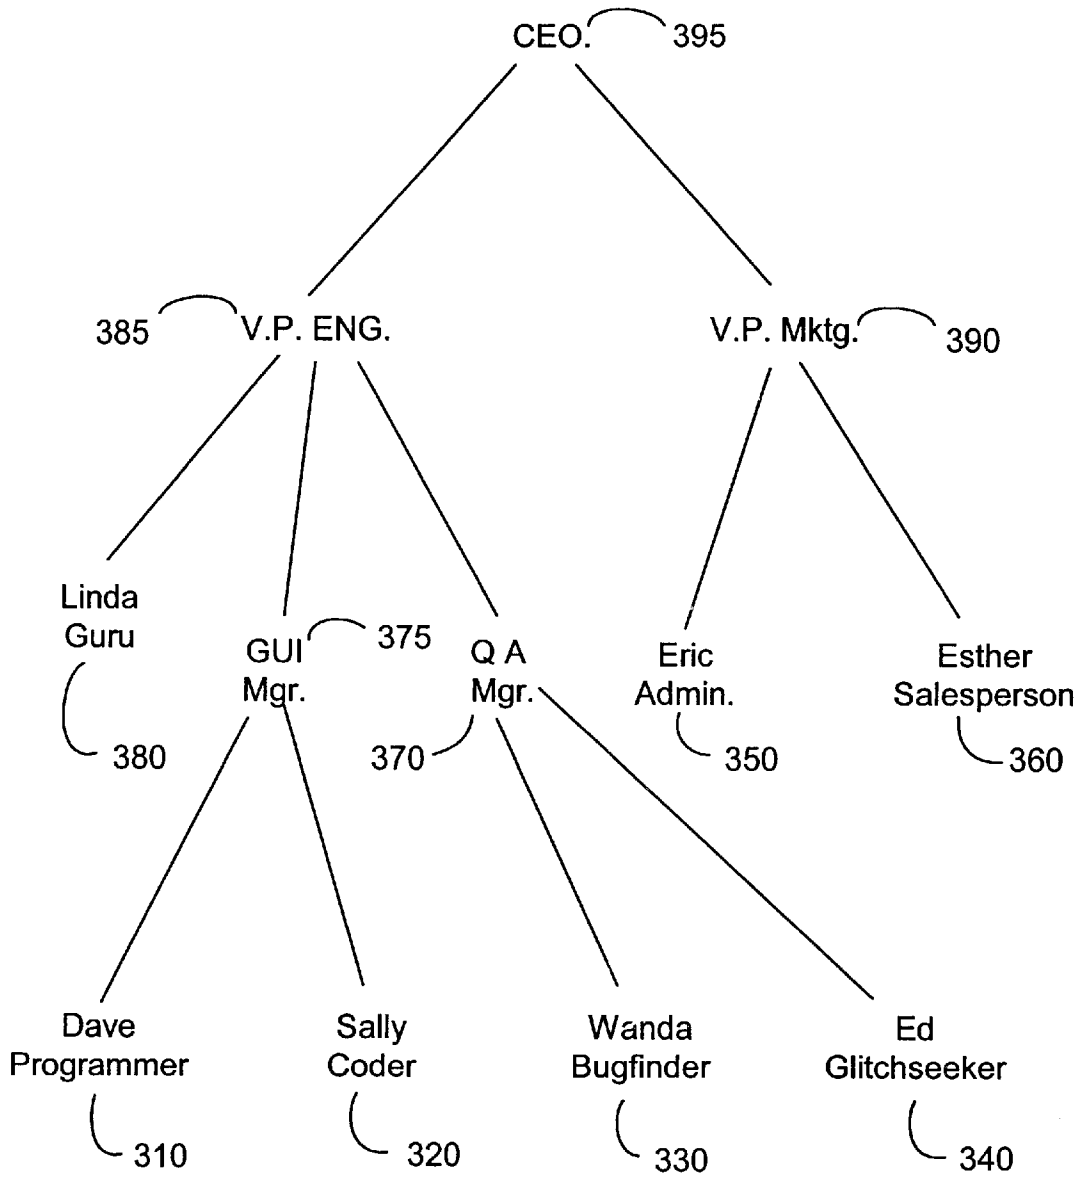 CEO. 395
385 V.P. ENG. V.P. Mktg. 390
Linda
Guru
GUI 375
Mgr.
Q A
Mgr.
Eric
Admin.
Esther
Salesperson
380
370
350
360
Dave
Programmer
Sally
Coder
Wanda
Bugfinder
Ed
Glitchseeker
310
320
330
340